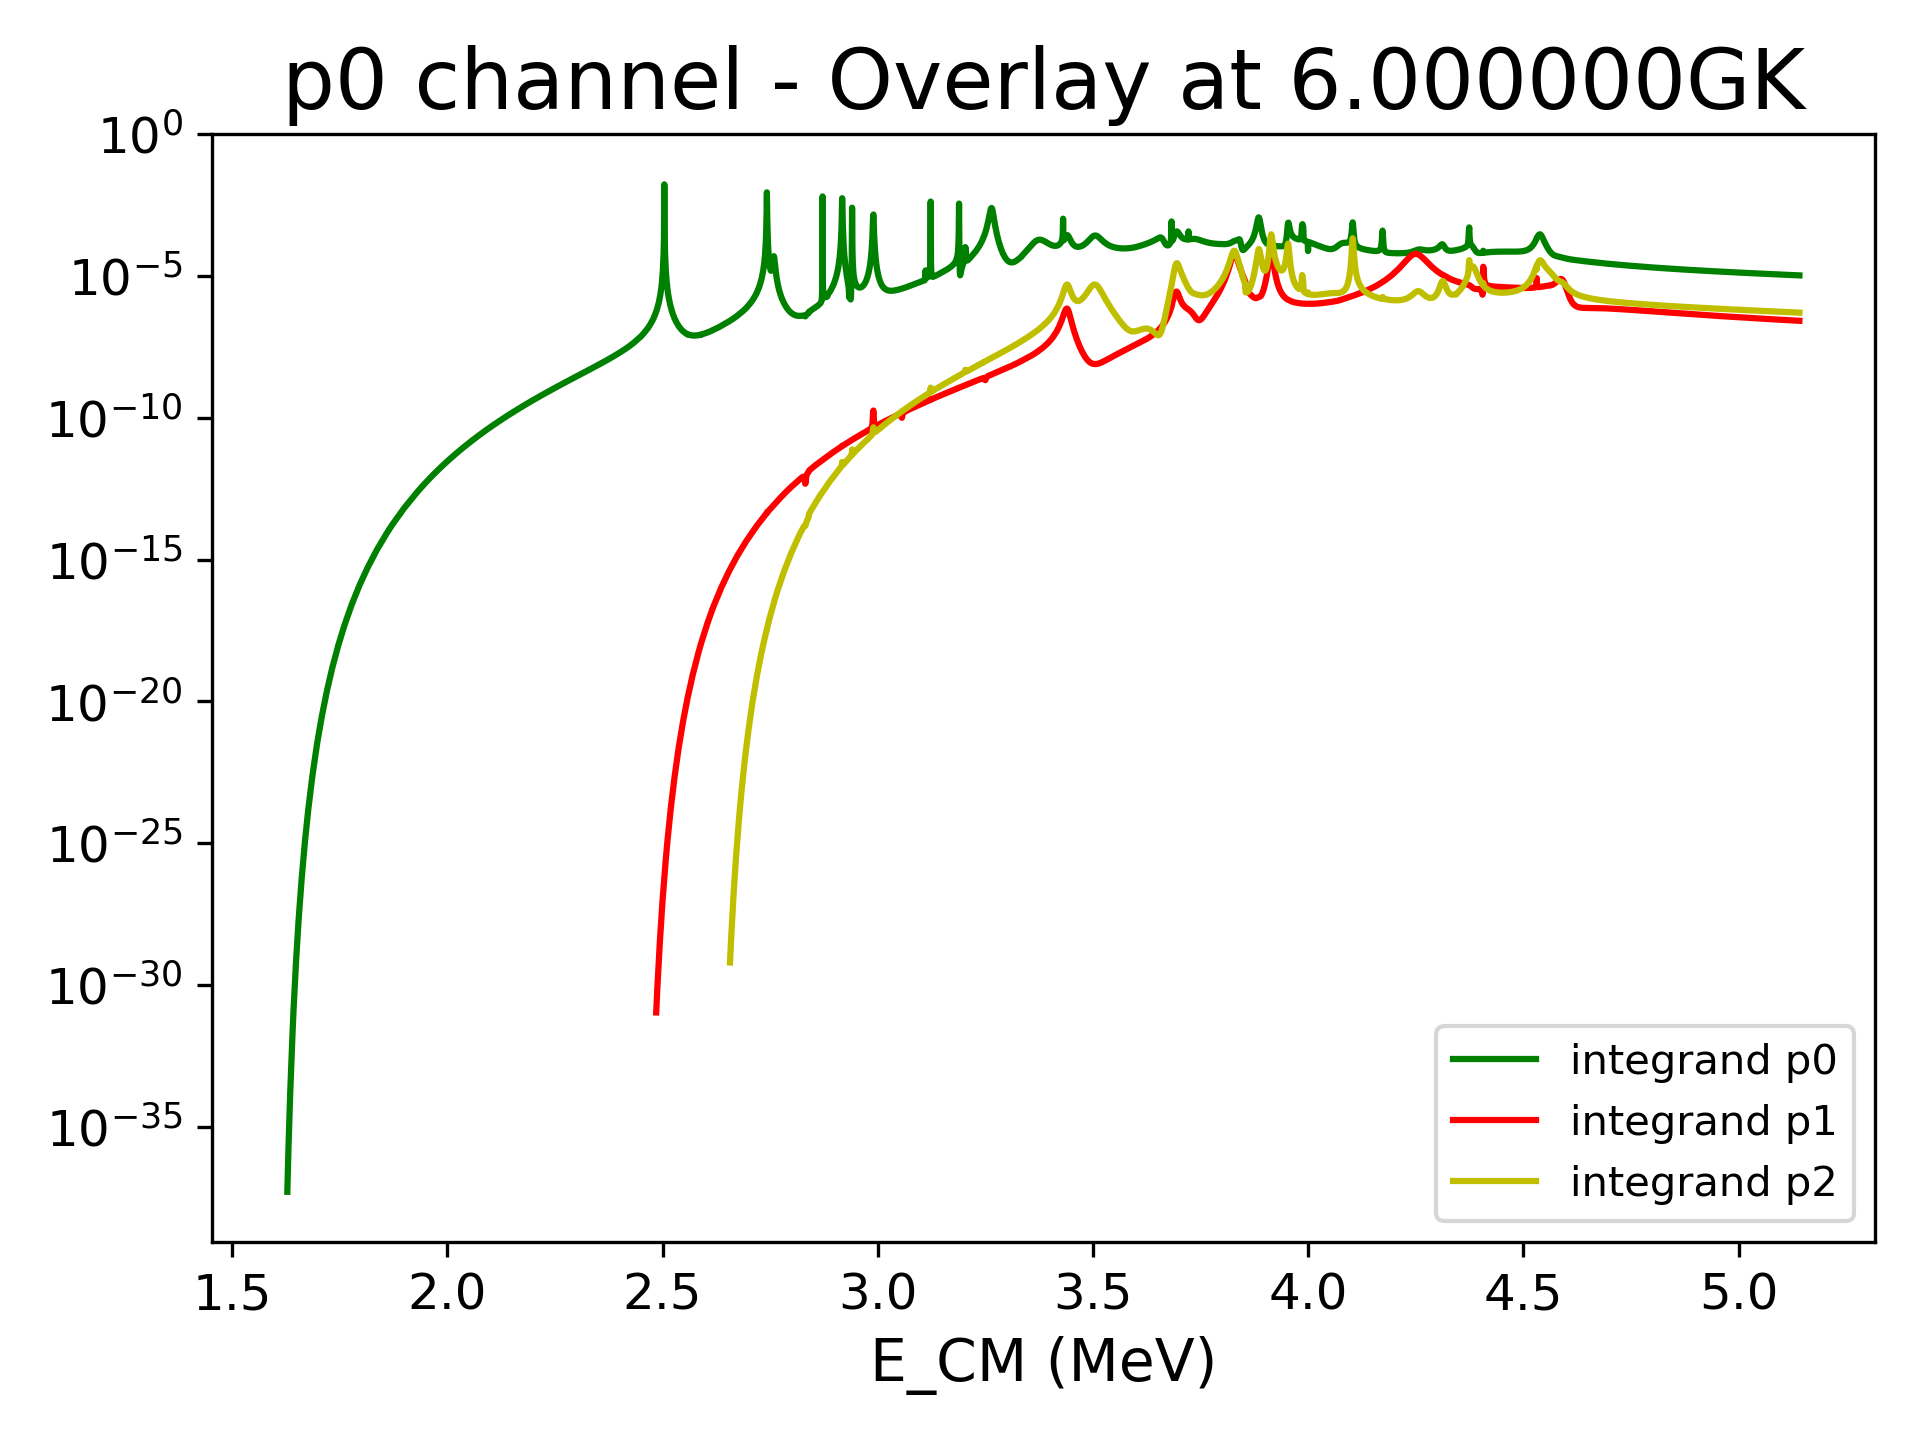 p0 channel - Overlay at 6.000000GK
10⁰
10⁻⁵
10⁻¹⁰
10⁻¹⁵
10⁻²⁰
10⁻²⁵
10⁻³⁰
10⁻³⁵
integrand p0
integrand p1
integrand p2
1.5 2.0 2.5 3.0 3.5 4.0 4.5 5.0
E_CM (MeV)